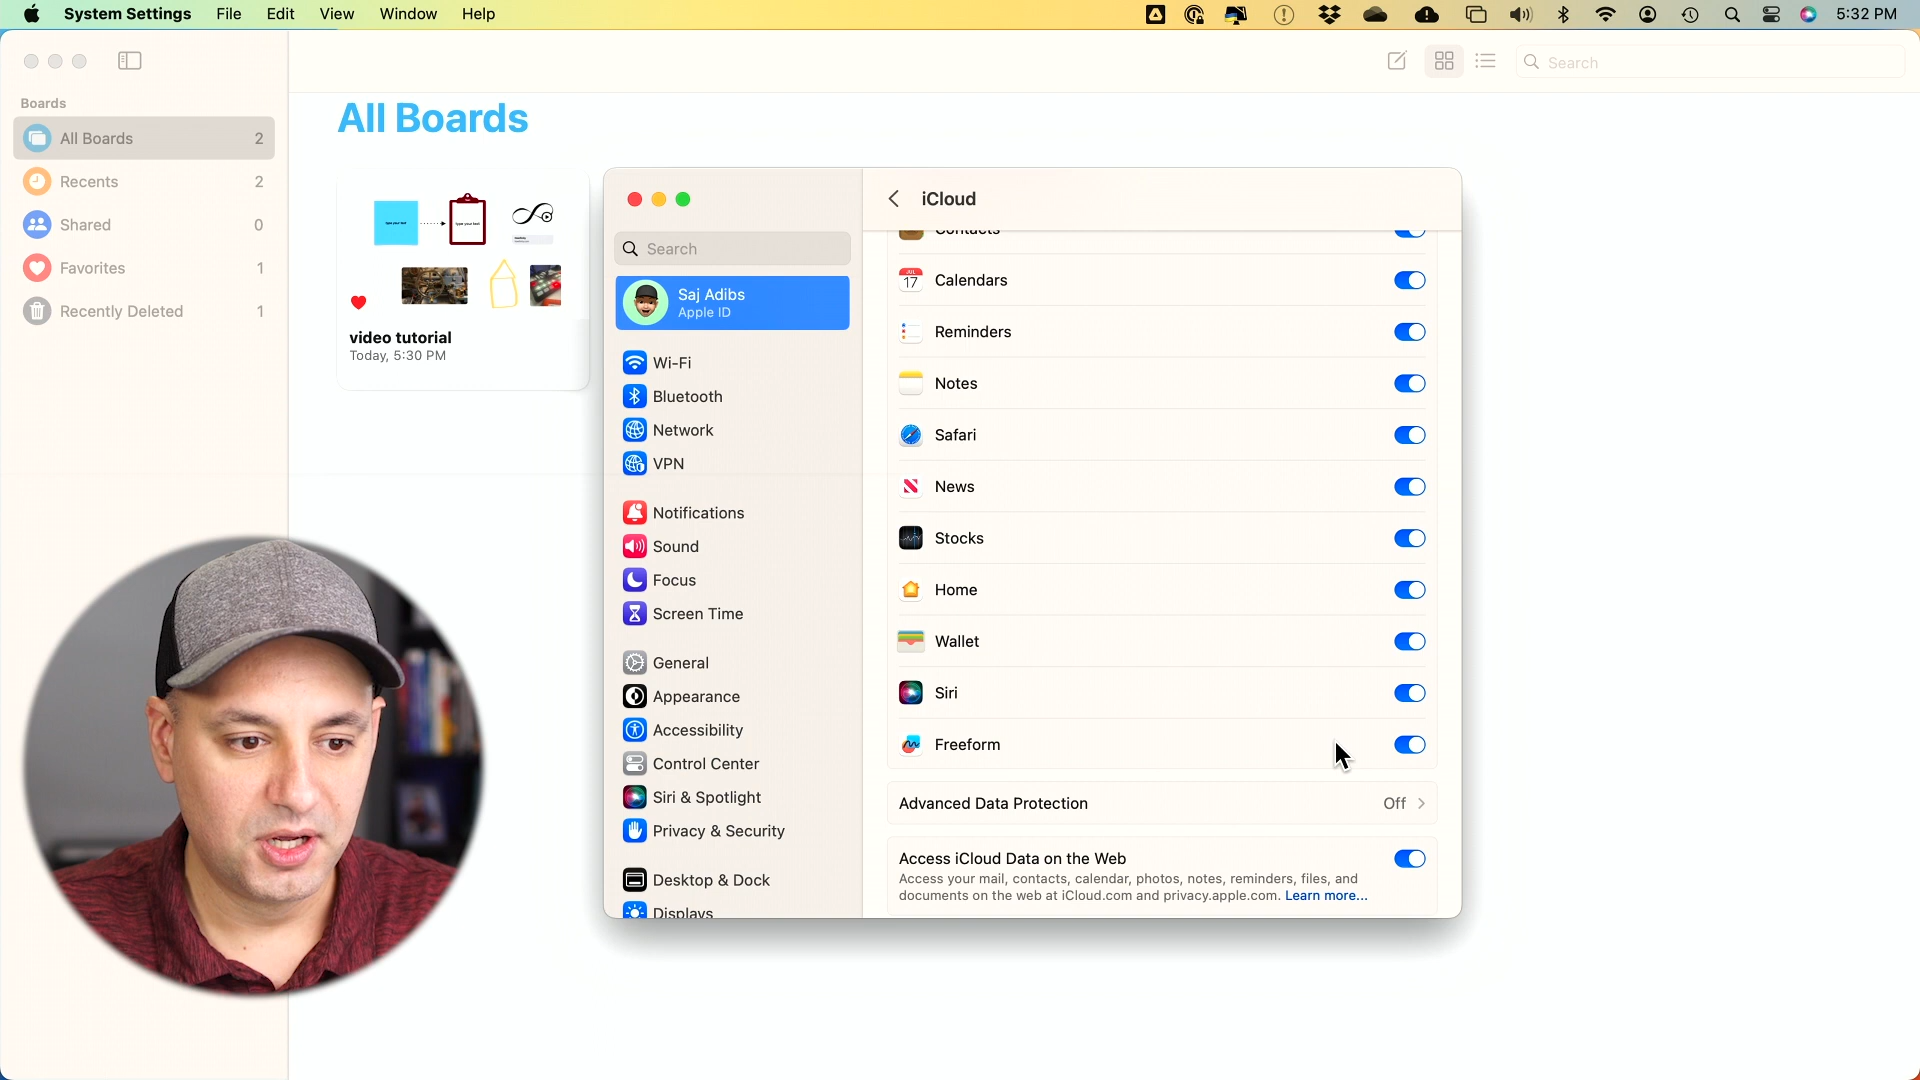 System Settings File Edit View Window Help 5:32 PM
Search
Boards
All Boards 2
Recents 2
Shared 0
Favorites 1
Recently Deleted 1
All Boards
video tutorial
Today, 5:30 PM
Search
Saj Adibs
Apple ID
Wi-Fi
Bluetooth
Network
VPN
Notifications
Sound
Focus
Screen Time
General
Appearance
Accessibility
Control Center
Siri & Spotlight
Privacy & Security
Desktop & Dock
Displays
iCloud
Contacts
JUL
17
Calendars
Reminders
Notes
Safari
News
Stocks
Home
Wallet
Siri
Freeform
Advanced Data Protection Off
Access iCloud Data on the Web
Access your mail, contacts, calendar, photos, notes, reminders, files, and
documents on the web at iCloud.com and privacy.apple.com. Learn more...